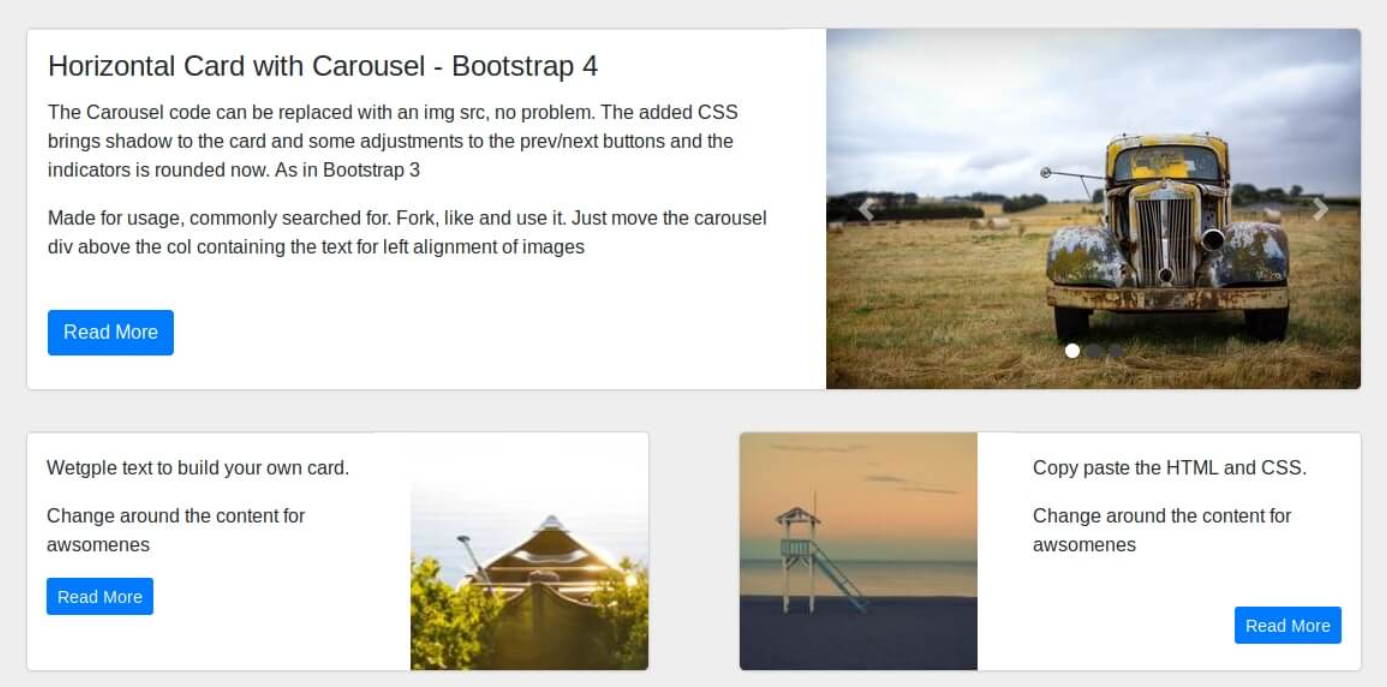 Horizontal Card with Carousel - Bootstrap 4
The Carousel code can be replaced with an img src, no problem. The added CSS
brings shadow to the card and some adjustments to the prev/next buttons and the
indicators is rounded now. As in Bootstrap 3
Made for usage, commonly searched for. Fork, like and use it. Just move the carousel
div above the col containing the text for left alignment of images
Read More
Wetgple text to build your own card.
Change around the content for
awsomenes
Read More
Copy paste the HTML and CSS.
Change around the content for
awsomenes
Read More